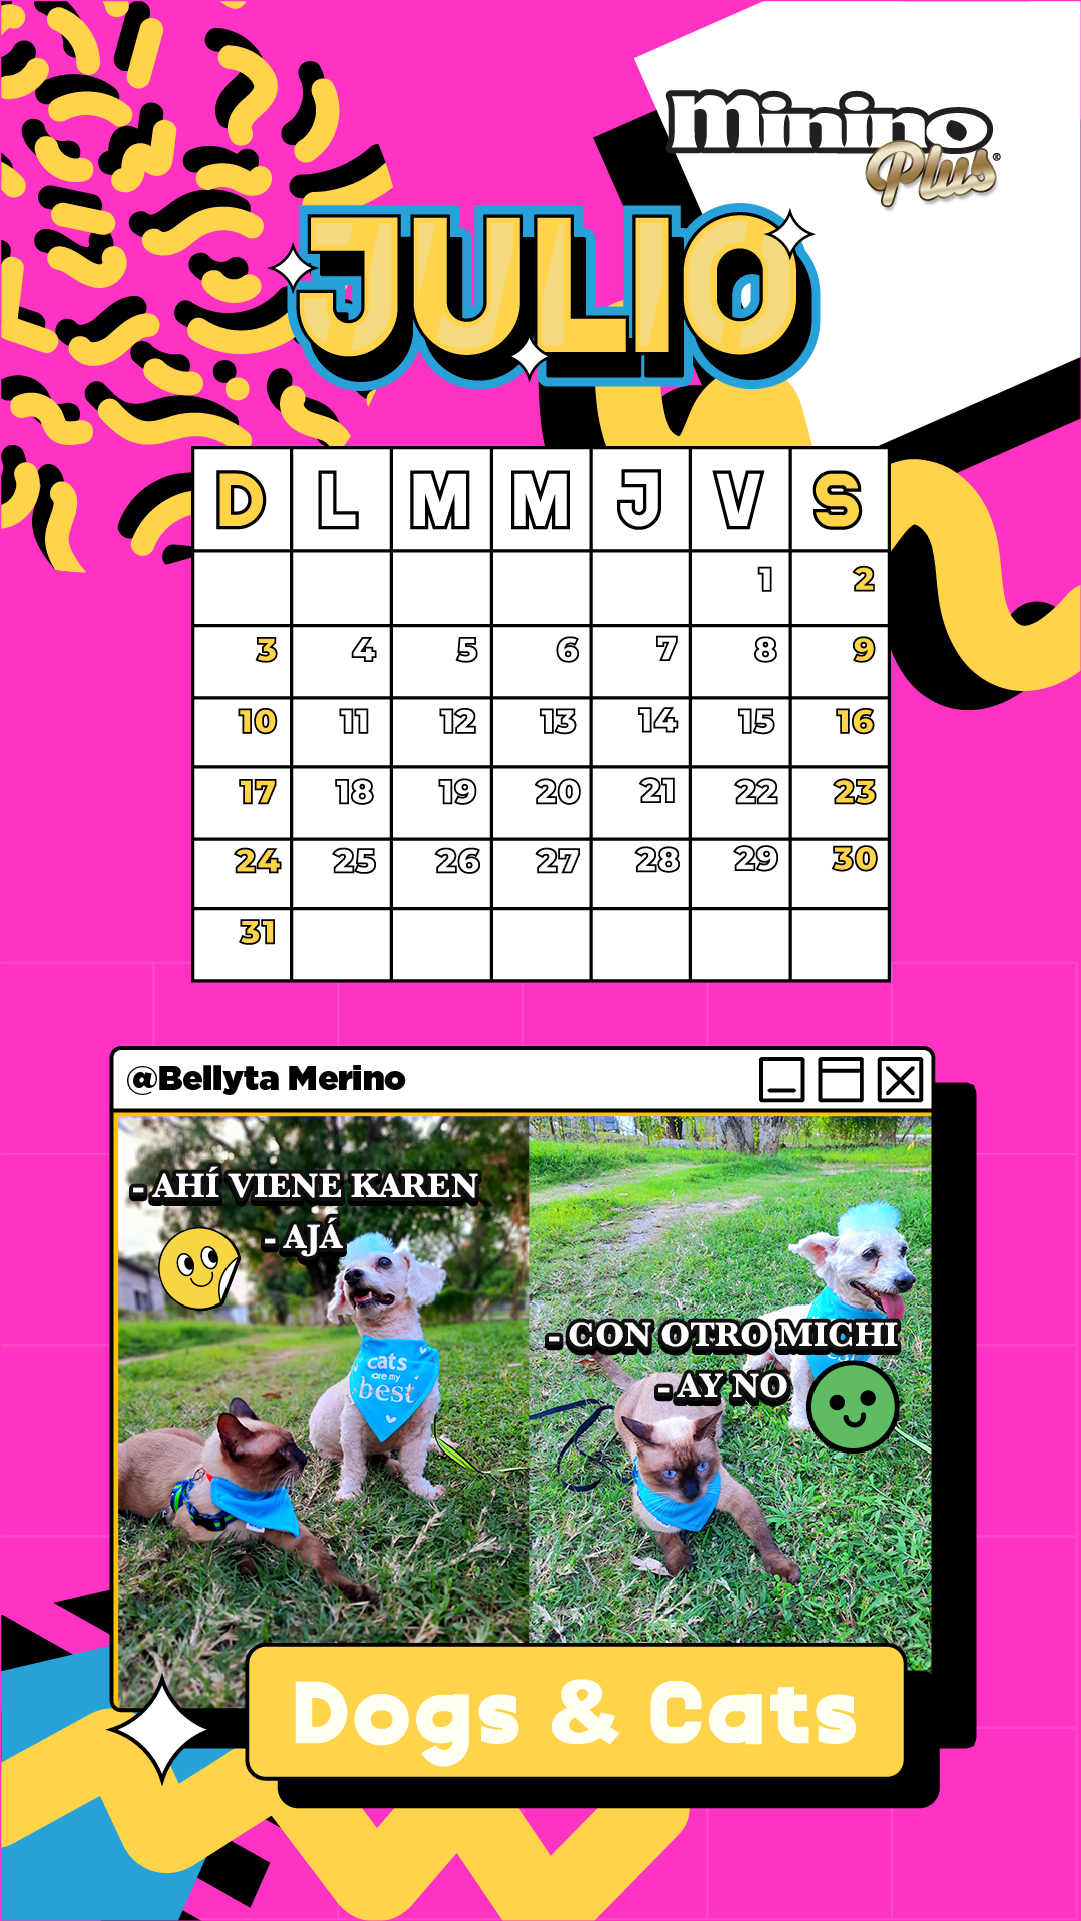 Minino
Plus®
JULIO
D L M M J V S
1 2
3 4 5 6 7 8 9
10 11 12 13 14 15 16
17 18 19 20 21 22 23
24 25 26 27 28 29 30
31
@Bellyta Merino
- AHÍ VIENE KAREN
- AJÁ
cats
are my
best
- CON OTRO MICHI
- AY NO
Dogs & Cats